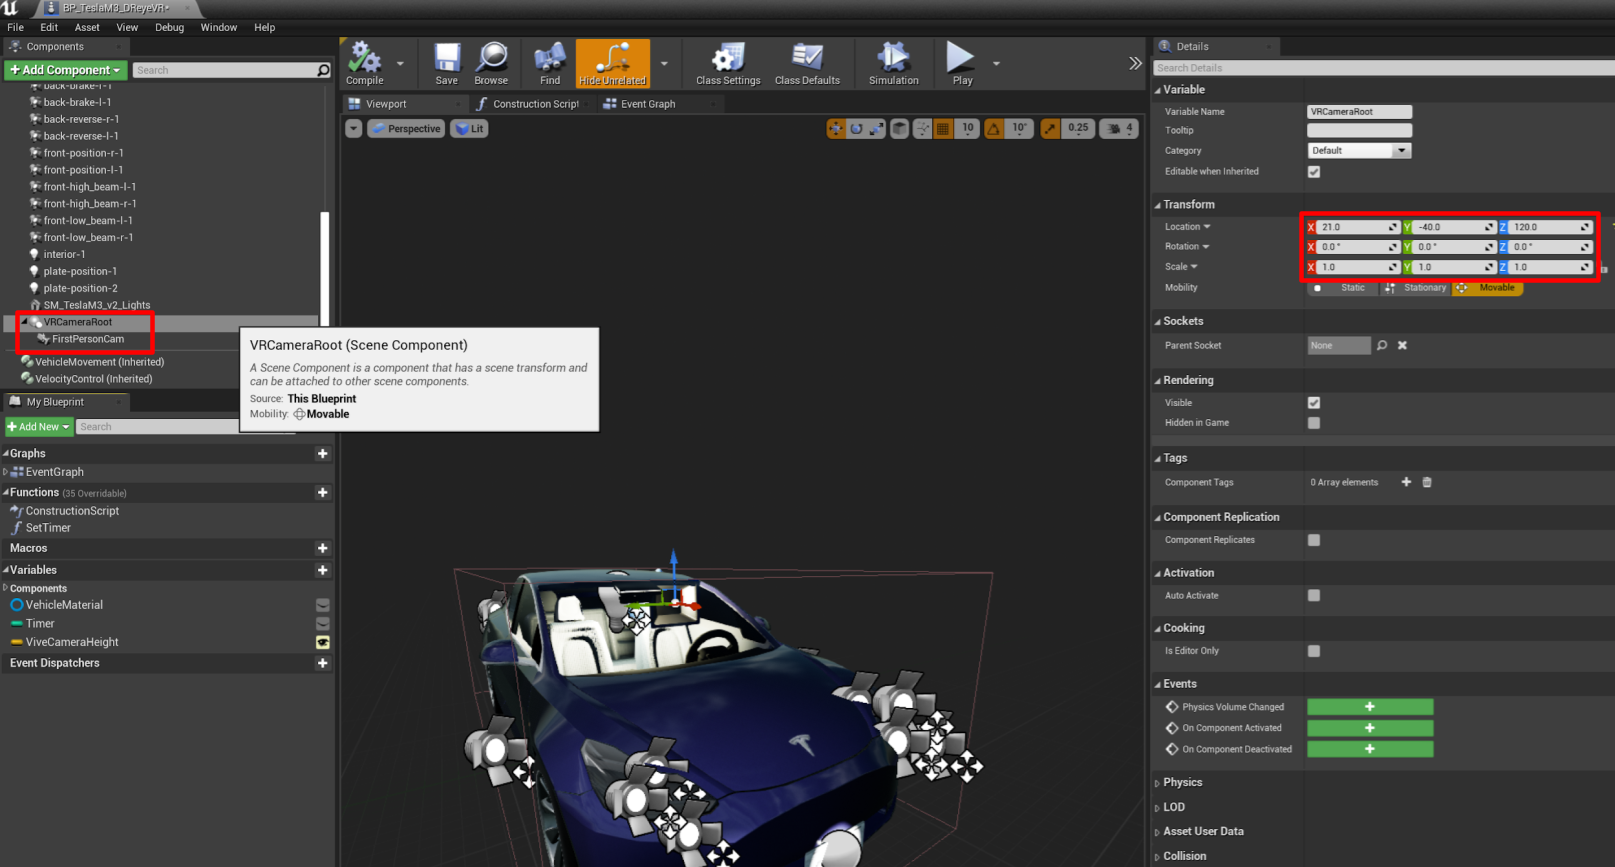 BP_TeslaM3_DReyeVR*
File Edit Asset View Debug Window Help
Components
+ Add Component Search
back-brake-r-1
back-brake-l-1
back-reverse-r-1
back-reverse-l-1
front-position-r-1
front-position-l-1
front-high_beam-l-1
front-high_beam-r-1
front-low_beam-l-1
front-low_beam-r-1
interior-1
plate-position-1
plate-position-2
SM_TeslaM3_v2_Lights
VRCameraRoot
FirstPersonCam
VehicleMovement (Inherited)
VelocityControl (Inherited)
My Blueprint
+ Add New Search
Graphs
EventGraph
Functions (35 Overridable)
ConstructionScript
SetTimer
Macros
Variables
Components
VehicleMaterial
Timer
ViveCameraHeight
Event Dispatchers
Compile Save Browse Find Hide Unrelated Class Settings Class Defaults Simulation Play
Viewport Construction Script Event Graph
Perspective Lit 10 10° 0.25 4
VRCameraRoot (Scene Component)
A Scene Component is a component that has a scene transform and
can be attached to other scene components.
Source: This Blueprint
Mobility: Movable
Details
Search Details
Variable
Variable Name VRCameraRoot
Tooltip
Category Default
Editable when Inherited
Transform
Location X 21.0 Y -40.0 Z 120.0
Rotation X 0.0 ° Y 0.0 ° Z 0.0 °
Scale X 1.0 Y 1.0 Z 1.0
Mobility Static Stationary Movable
Sockets
Parent Socket None
Rendering
Visible
Hidden in Game
Tags
Component Tags 0 Array elements
Component Replication
Component Replicates
Activation
Auto Activate
Cooking
Is Editor Only
Events
Physics Volume Changed +
On Component Activated +
On Component Deactivated +
Physics
LOD
Asset User Data
Collision